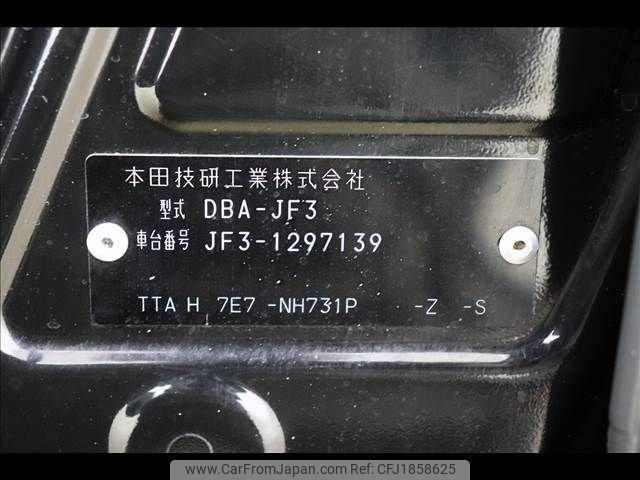 本田技研工業株式会社
型式 DBA-JF3
車台番号 JF3-1297139
TTA H 7E7 -NH731P -Z -S
www.CarFromJapan.com Ref:No: CFJ1858625